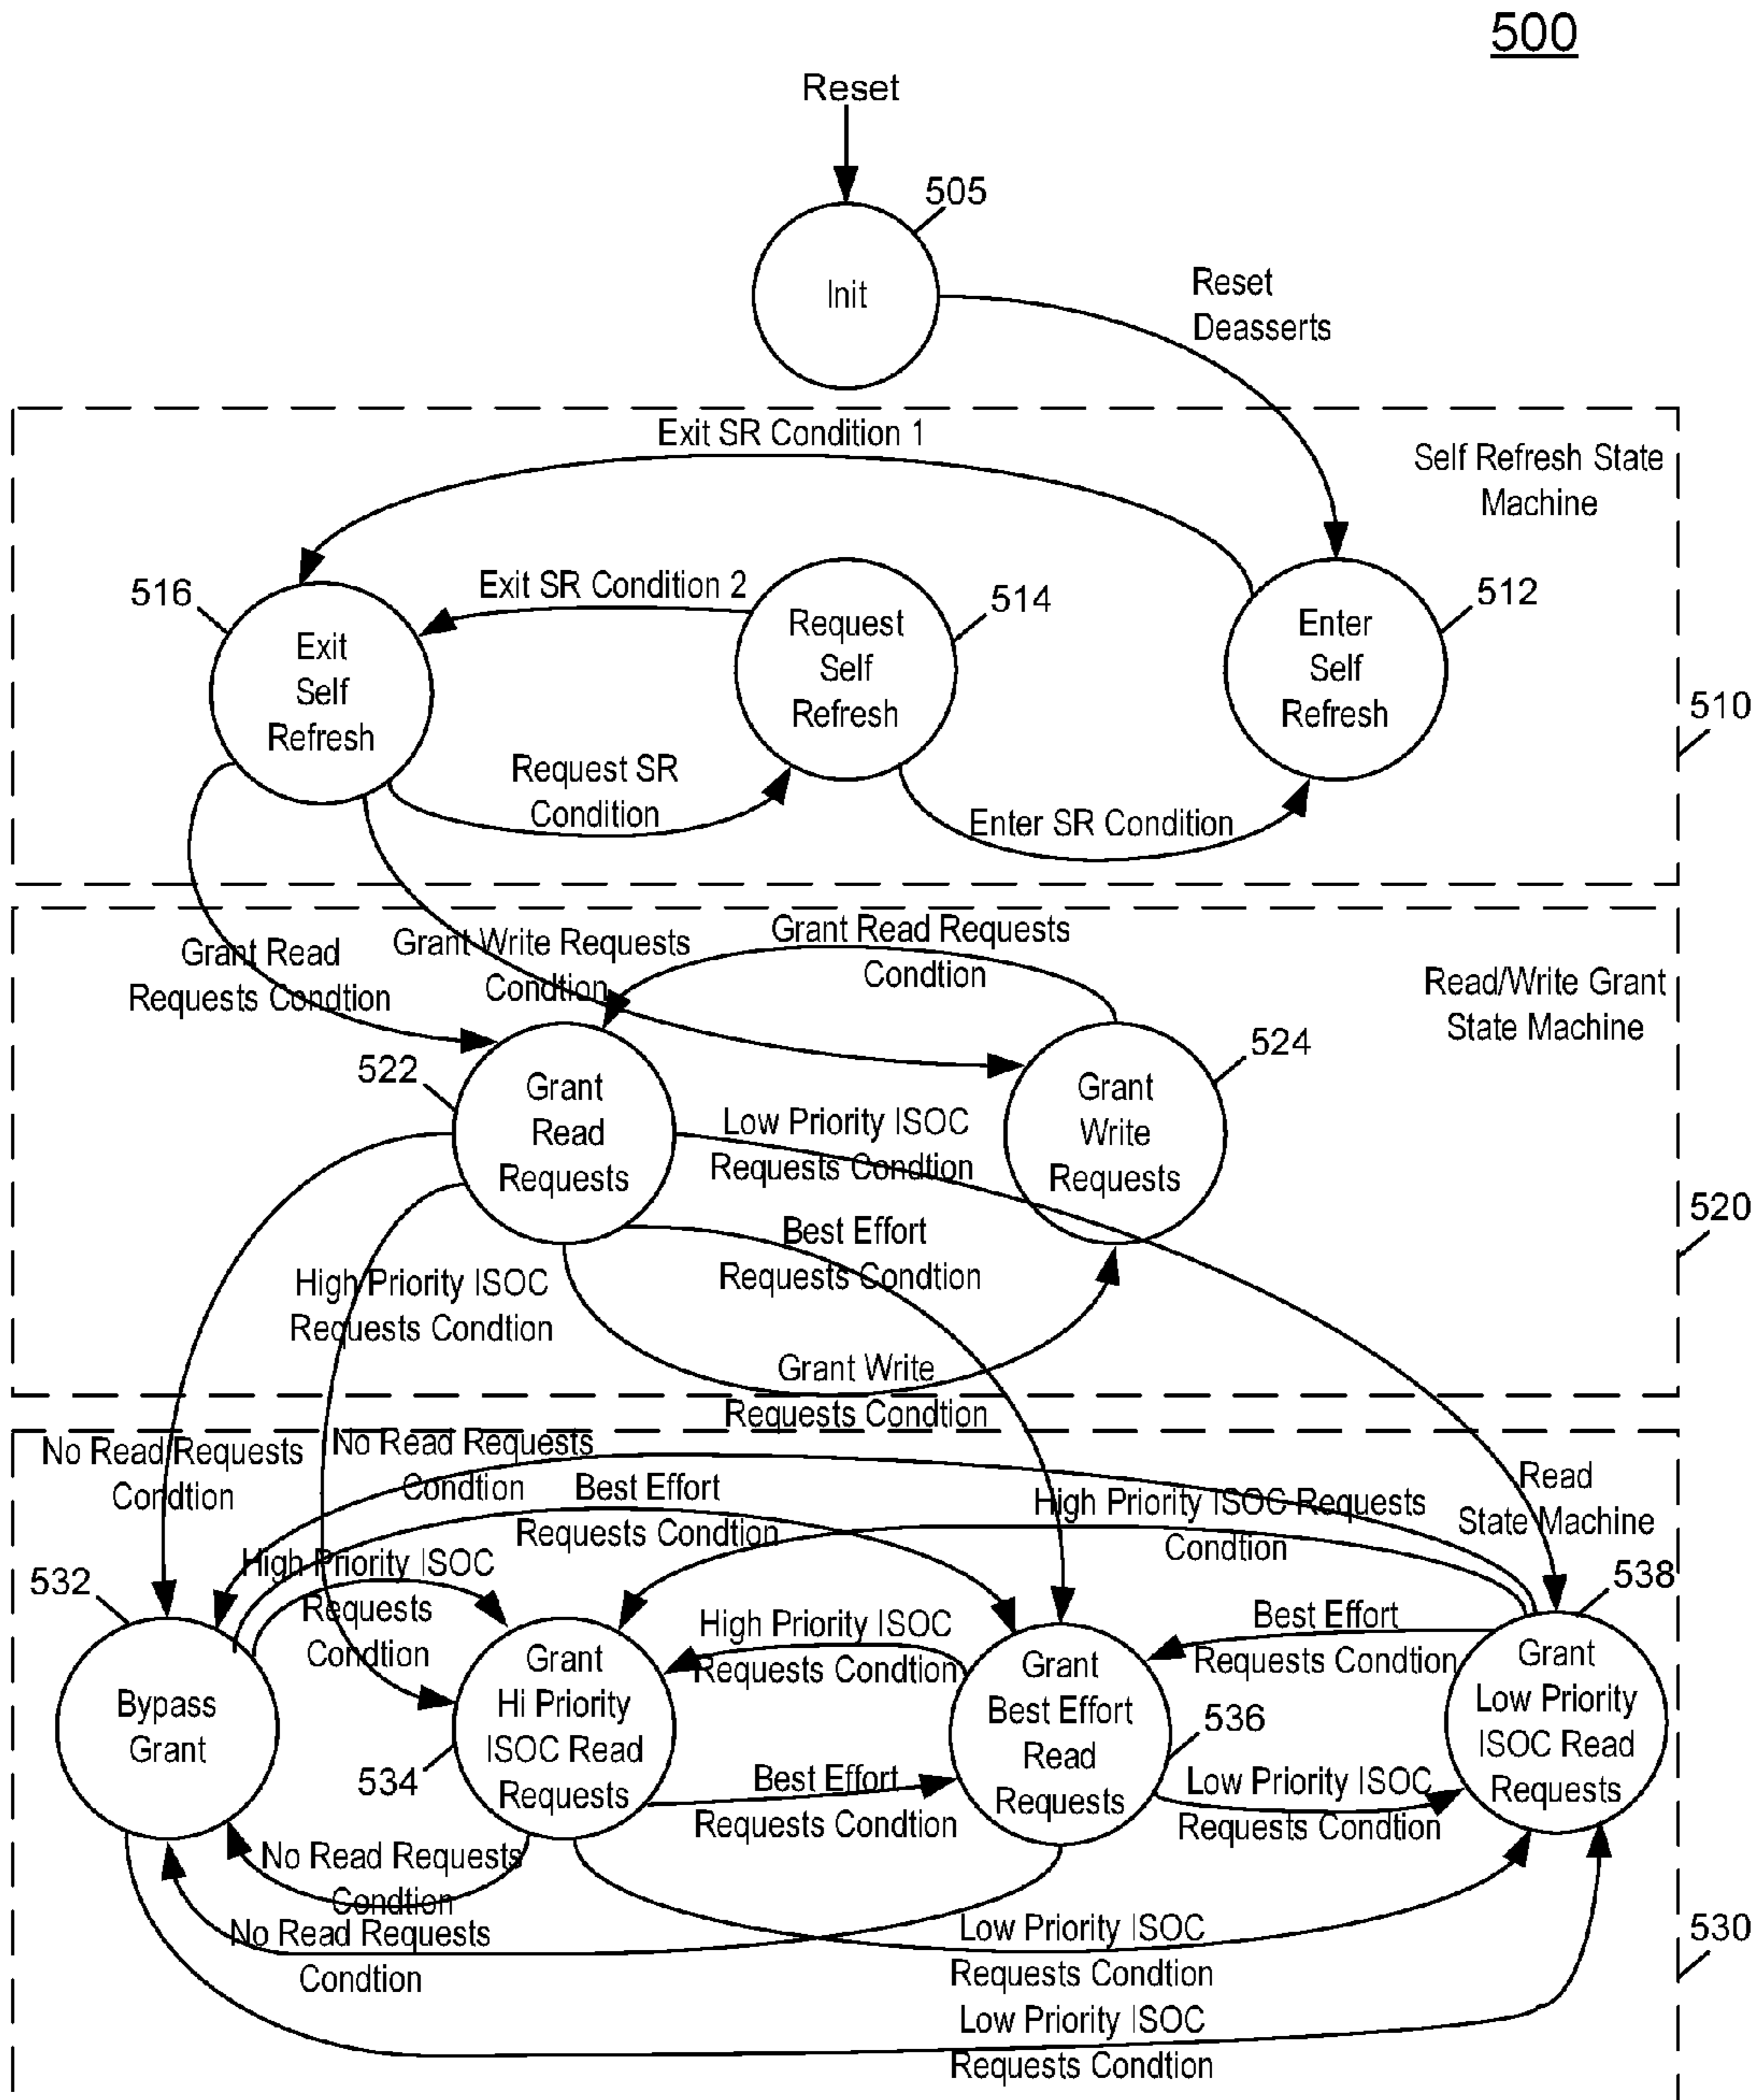 500
Reset
505
Init
Reset
Deasserts
Exit SR Condition 1
Self Refresh State
Machine
516
Exit SR Condition 2
514
512
Exit
Self
Refresh
Request
Self
Refresh
Enter
Self
Refresh
510
Request SR
Condition
Enter SR Condition
Grant Read
Requests Condtion
Grant Write Requests
Condtion
Grant Read Requests
Condtion
Read/Write Grant
State Machine
522
524
Grant
Read
Requests
Low Priority ISOC
Requests Condtion
Grant
Write
Requests
520
High Priority ISOC
Requests Condtion
Best Effort
Requests Condtion
Grant Write
Requests Condtion
No Read Requests
Condtion
No Read Requests
Condtion
Best Effort
Requests Condtion
High Priority ISOC Requests
Condtion
Read
State Machine
532
High Priority ISOC
Requests
Condtion
538
High Priority ISOC
Requests Condtion
Best Effort
Requests Condtion
Bypass
Grant
Grant
Hi Priority
ISOC Read
Requests
534
Grant
Best Effort
Read
Requests
536
Grant
Low Priority
ISOC Read
Requests
Best Effort
Requests Condtion
Low Priority ISOC
Requests Condtion
No Read Requests
Condtion
No Read Requests
Condtion
Low Priority ISOC
Requests Condtion
530
Low Priority ISOC
Requests Condtion